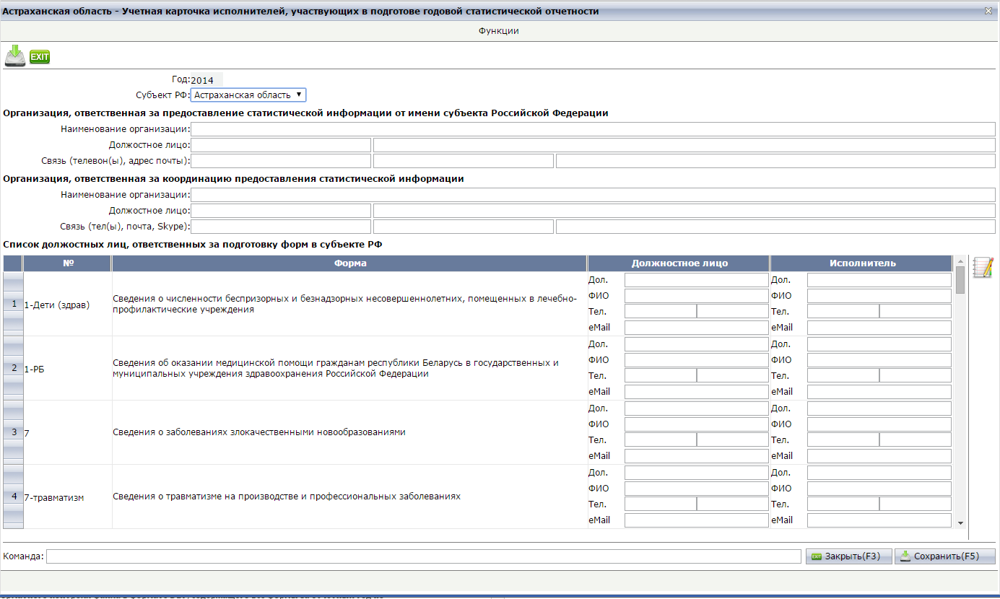 Астраханская область - Учетная карточка исполнителей, участвующих в подготове годовой статистической отчетности
Функции
EXIT
Год: 2014
Субъект РФ: Астраханская область
Организация, ответственная за предоставление статистической информации от имени субъекта Российской Федерации
Наименование организации:
Должостное лицо:
Связь (телевон(ы), адрес почты):
Организация, ответственная за координацию предоставления статистической информации
Наименование организации:
Должостное лицо:
Связь (тел(ы), почта, Skype):
Список должостных лиц, ответственных за подготовку форм в субъекте РФ
№ Форма Должностное лицо Исполнитель
1 1-Дети (здрав)
Сведения о численности беспризорных и безнадзорных несовершеннолетних, помещенных в лечебно-
профилактические учреждения
Дол. Дол.
ФИО ФИО
Тел. Тел.
eMail eMail
2 1-РБ
Сведения об оказании медицинской помощи гражданам республики Беларусь в государственных и
муниципальных учреждения здравоохранения Российской Федерации
Дол. Дол.
ФИО ФИО
Тел. Тел.
eMail eMail
3 7
Сведения о заболеваниях злокачественными новообразованиями
Дол. Дол.
ФИО ФИО
Тел. Тел.
eMail eMail
4 7-травматизм
Сведения о травматизме на производстве и профессиональных заболеваниях
Дол. Дол.
ФИО ФИО
Тел. Тел.
eMail eMail
Команда: EXIT Закрыть(F3) Сохранить(F5)